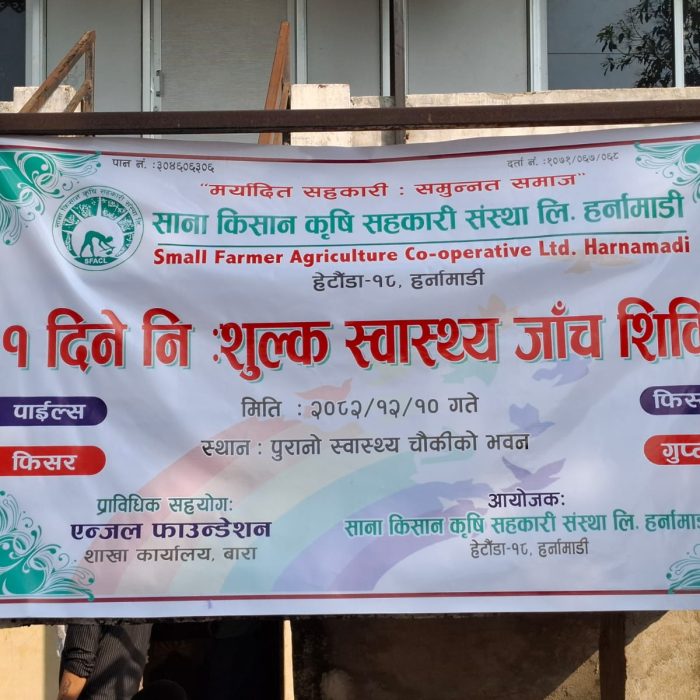 पान नं. :३०४६०६३०६
दर्ता नं. :१०७१/०६७/०६८
"मर्यादित सहकारी : समुन्नत समाज"
साना किसान कृषि सहकारी संस्था लि. हर्नामाडी
Small Farmer Agriculture Co-operative Ltd. Harnamadi
हेटौंडा-१८, हर्नामाडी
साना किसान कृषि सहकारी
SFACL
१ दिने नि :शुल्क स्वास्थ्य जाँच शिवि
पाईल्स
फिसर
मिति : २०८२/१२/१० गते
स्थान : पुरानो स्वास्थ्य चौकीको भवन
फिस
गुप्त
प्राविधिक सहयोग:
एन्जल फाउन्डेशन
शाखा कार्यालय, बारा
आयोजक:
साना किसान कृषि सहकारी संस्था लि. हर्नाम
हेटौंडा-१८, हर्नामाडी